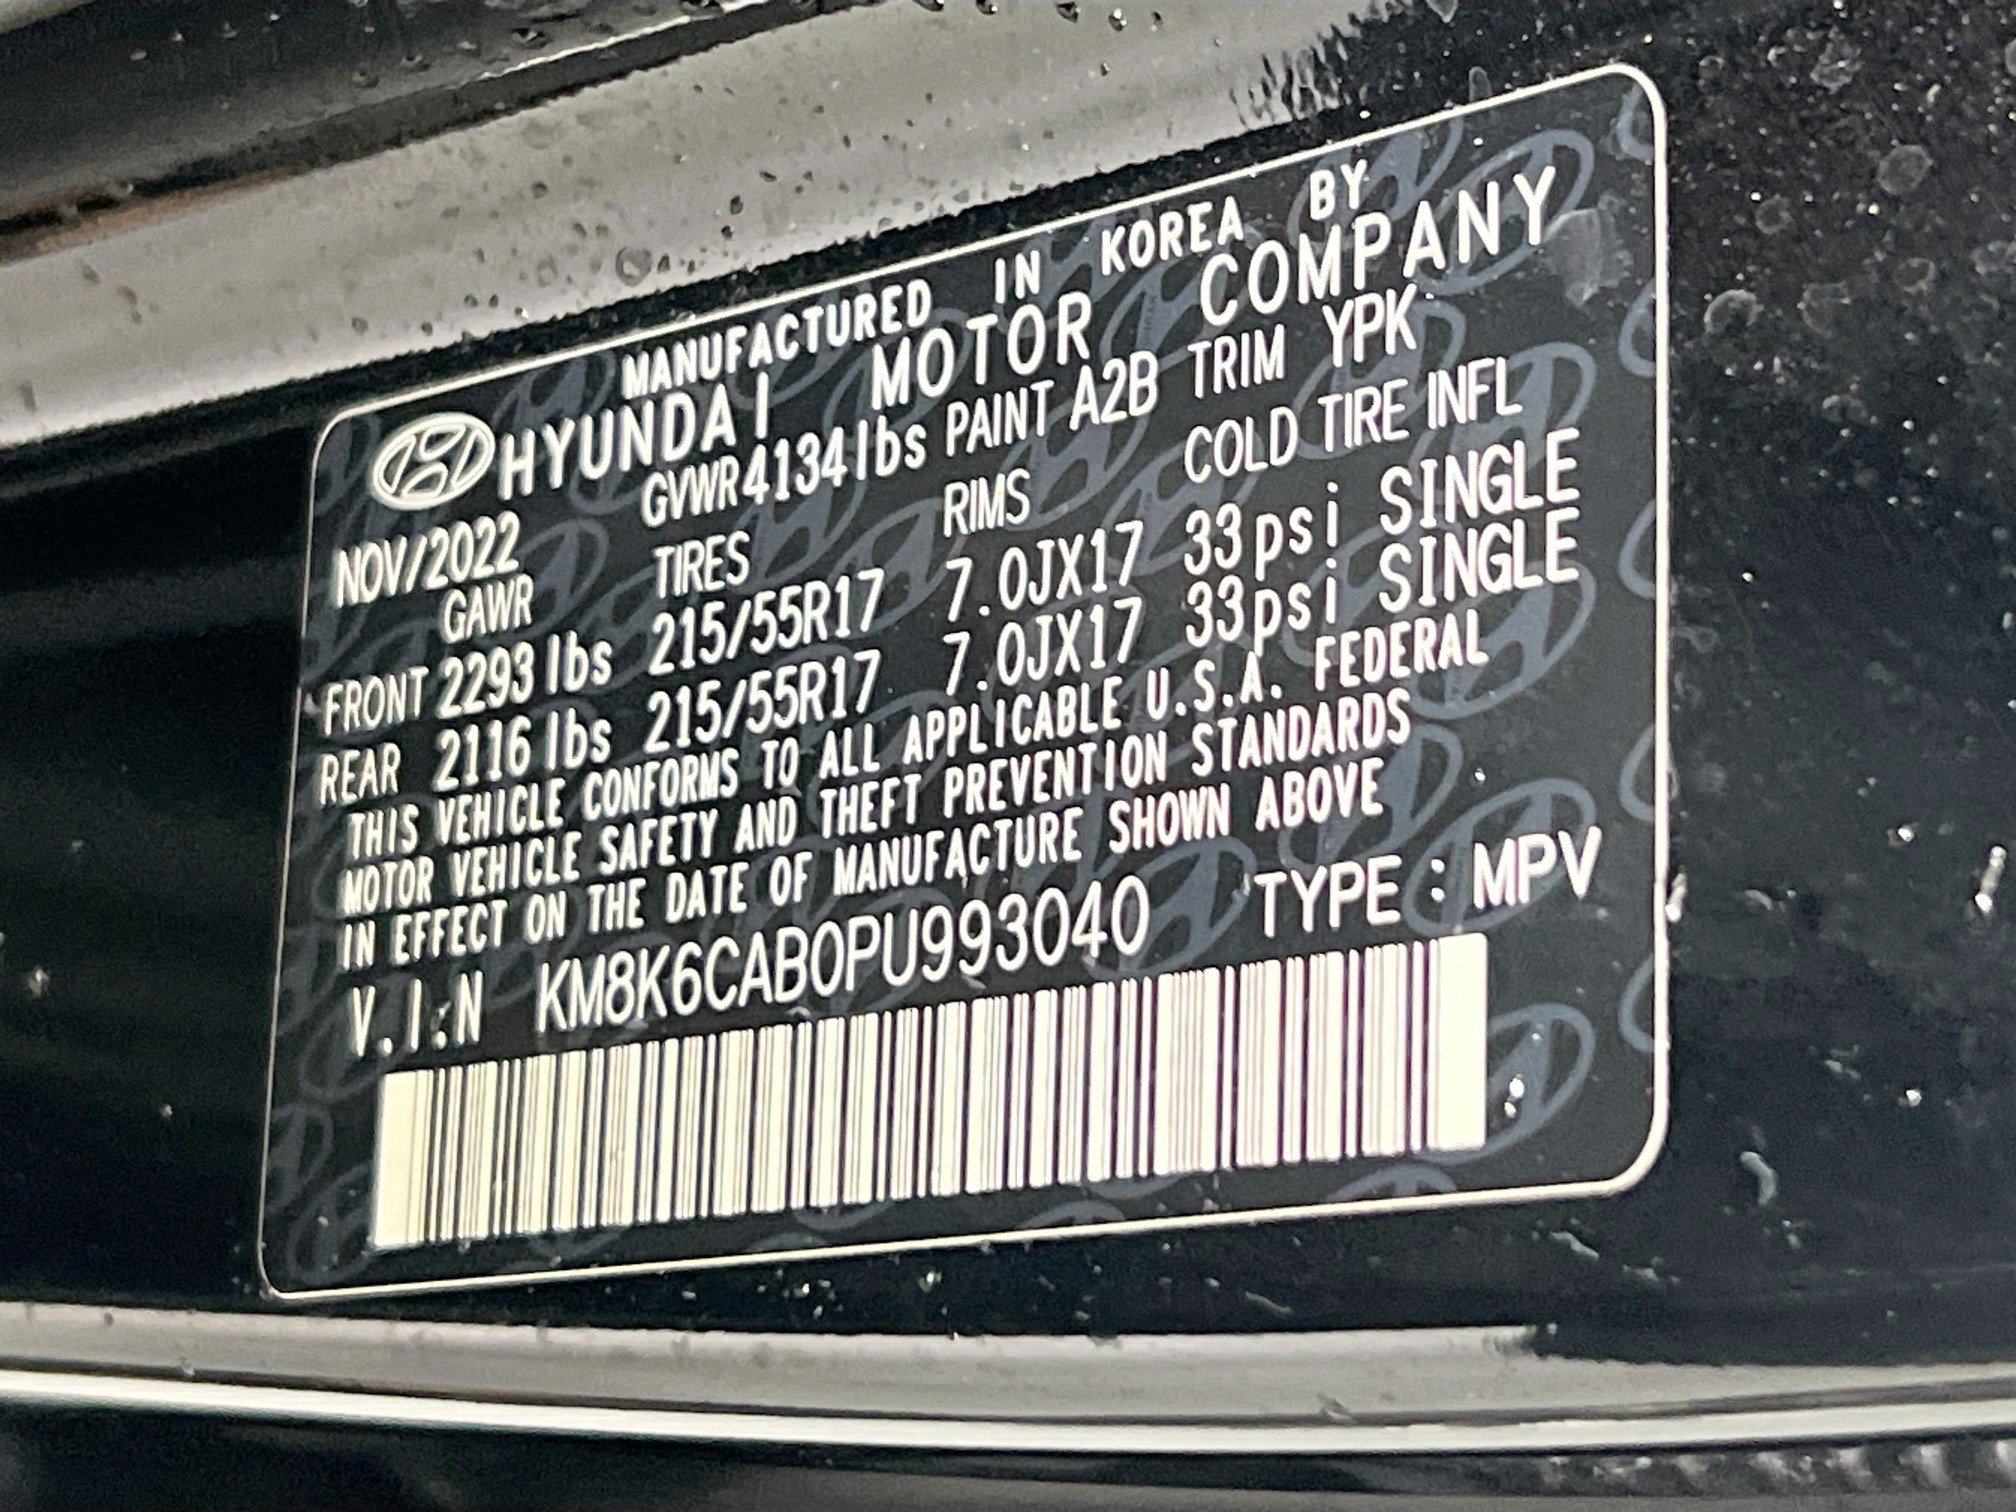 MANUFACTURED IN KOREA BY
HYUNDAI MOTOR COMPANY
NOV/2022 GVWR 4134 lbs PAINT A2B TRIM YPK
GAWR TIRES RIMS COLD TIRE INFL
FRONT 2293 lbs 215/55R17 7.0JX17 33psi SINGLE
REAR 2116 lbs 215/55R17 7.0JX17 33psi SINGLE
THIS VEHICLE CONFORMS TO ALL APPLICABLE U.S.A. FEDERAL
MOTOR VEHICLE SAFETY AND THEFT PREVENTION STANDARDS
IN EFFECT ON THE DATE OF MANUFACTURE SHOWN ABOVE
V.I.N KM8K6CAB0PU993040 TYPE : MPV